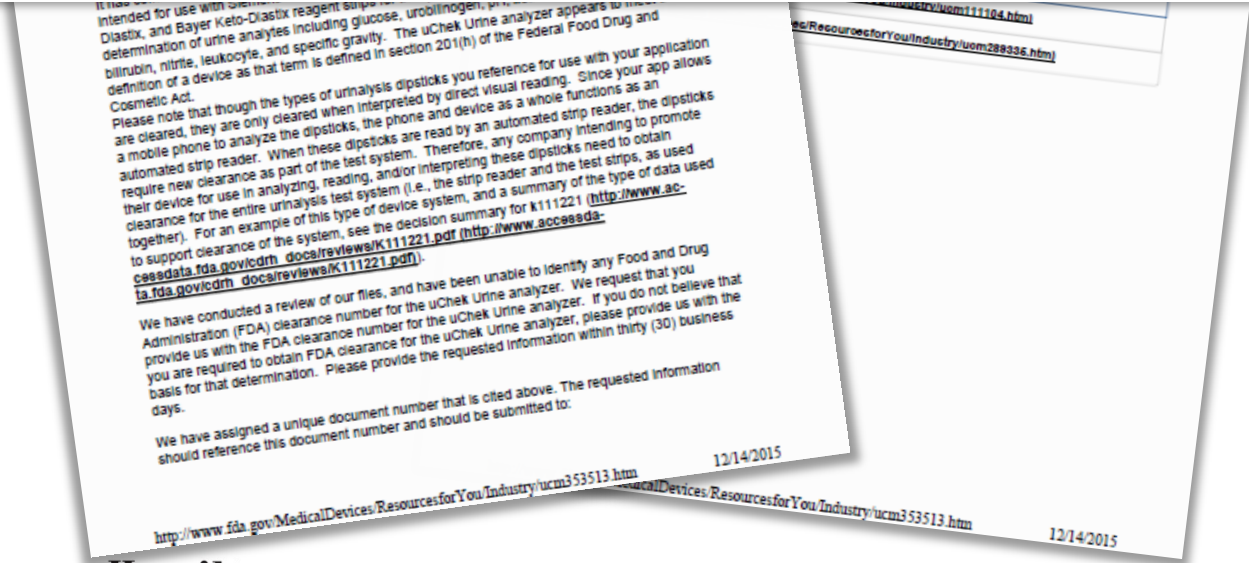 intended for use with
Diastix, and Bayer Keto-Diastix reagent strips for
determination of urine analytes including glucose, urobilinogen, pH,
bilirubin, nitrite, leukocyte, and specific gravity. The uChek Urine analyzer appears to meet
definition of a device as that term is defined in section 201(h) of the Federal Food Drug and
Cosmetic Act.
Please note that though the types of urinalysis dipsticks you reference for use with your application
are cleared, they are only cleared when interpreted by direct visual reading. Since your app allows
a mobile phone to analyze the dipsticks, the phone and device as a whole functions as an
automated strip reader. When these dipsticks are read by an automated strip reader, the dipsticks
require new clearance as part of the test system. Therefore, any company intending to promote
their device for use in analyzing, reading, and/or interpreting these dipsticks need to obtain
clearance for the entire urinalysis test system (i.e., the strip reader and the test strips, as used
together). For an example of this type of device system, and a summary of the type of data used
to support clearance of the system, see the decision summary for k111221 (http://www.ac-
cessdata.fda.gov/cdrh_docs/reviews/K111221.pdf (http://www.accessda-
ta.fda.gov/cdrh_docs/reviews/K111221.pdf)).
We have conducted a review of our files, and have been unable to identify any Food and Drug
Administration (FDA) clearance number for the uChek Urine analyzer. We request that you
provide us with the FDA clearance number for the uChek Urine analyzer. If you do not believe that
you are required to obtain FDA clearance for the uChek Urine analyzer, please provide us with the
basis for that determination. Please provide the requested information within thirty (30) business
days.
We have assigned a unique document number that is cited above. The requested information
should reference this document number and should be submitted to:
http://www.fda.gov/MedicalDevices/ResourcesforYou/Industry/ucm353513.htm 12/14/2015
/ucm111104.html)
es/ResourcesforYou/Industry/ucm289336.htm)
edicalDevices/ResourcesforYou/Industry/ucm353513.htm 12/14/2015